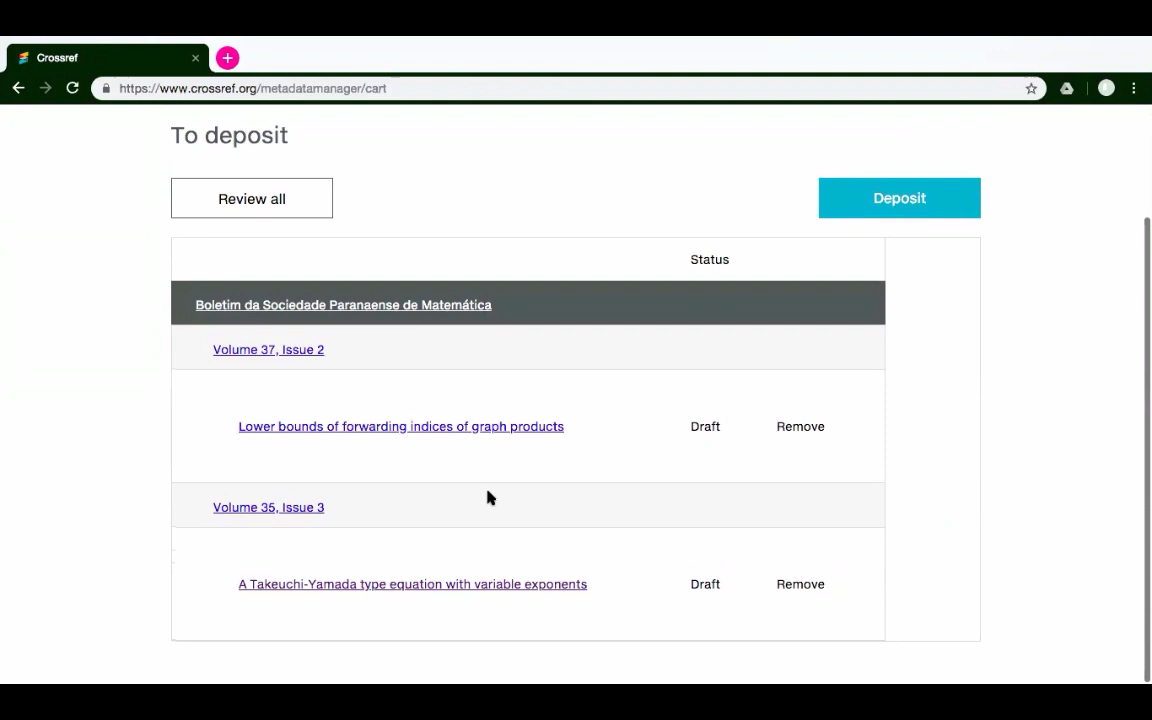 Crossref
https://www.crossref.org/metadatamanager/cart
To deposit
Review all
Deposit
Status
Boletim da Sociedade Paranaense de Matemática
Volume 37, Issue 2
Lower bounds of forwarding indices of graph products Draft Remove
Volume 35, Issue 3
A Takeuchi-Yamada type equation with variable exponents Draft Remove